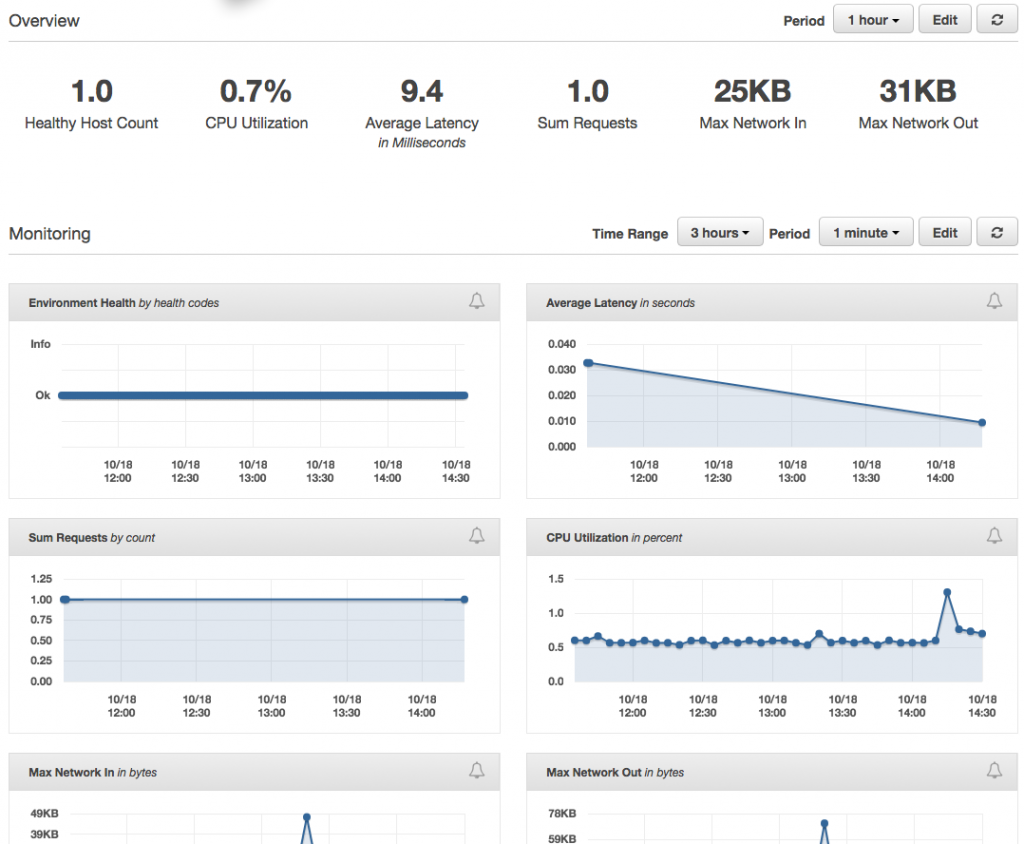 Overview
Period 1 hour Edit
1.0 0.7% 9.4 1.0 25KB 31KB
Healthy Host Count CPU Utilization Average Latency Sum Requests Max Network In Max Network Out
in Milliseconds
Monitoring
Time Range 3 hours Period 1 minute Edit
Environment Health by health codes
Info
Ok
10/18 10/18 10/18 10/18 10/18 10/18
12:00 12:30 13:00 13:30 14:00 14:30
Average Latency in seconds
0.040
0.030
0.020
0.010
0.000
10/18 10/18 10/18 10/18 10/18
12:00 12:30 13:00 13:30 14:00
Sum Requests by count
1.25
1.00
0.75
0.50
0.25
0.00
10/18 10/18 10/18 10/18 10/18
12:00 12:30 13:00 13:30 14:00
CPU Utilization in percent
1.5
1.0
0.5
0.0
10/18 10/18 10/18 10/18 10/18 10/18
12:00 12:30 13:00 13:30 14:00 14:30
Max Network In in bytes
49KB
39KB
Max Network Out in bytes
78KB
59KB